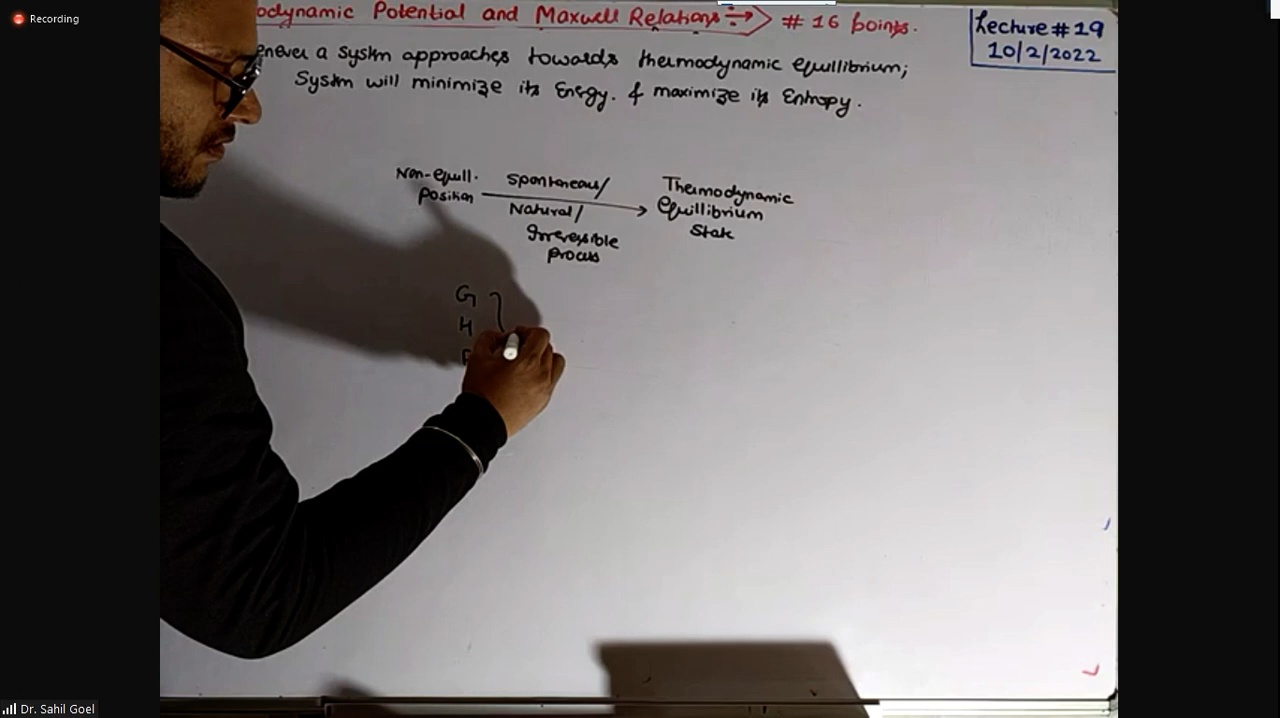 Recording
odynamic Potential and Maxwell Relations ÷→ # 16 points.
Lecture # 19
10/2/2022
enever a System approaches towards thermodynamic equillibrium;
System will minimize its Energy. & maximize its Entropy.
Non-equll. Position
Spontaneous/
Natural/
Irreversible
process
Thermodynamic
equillibrium
State
G
H
F
Dr. Sahil Goel